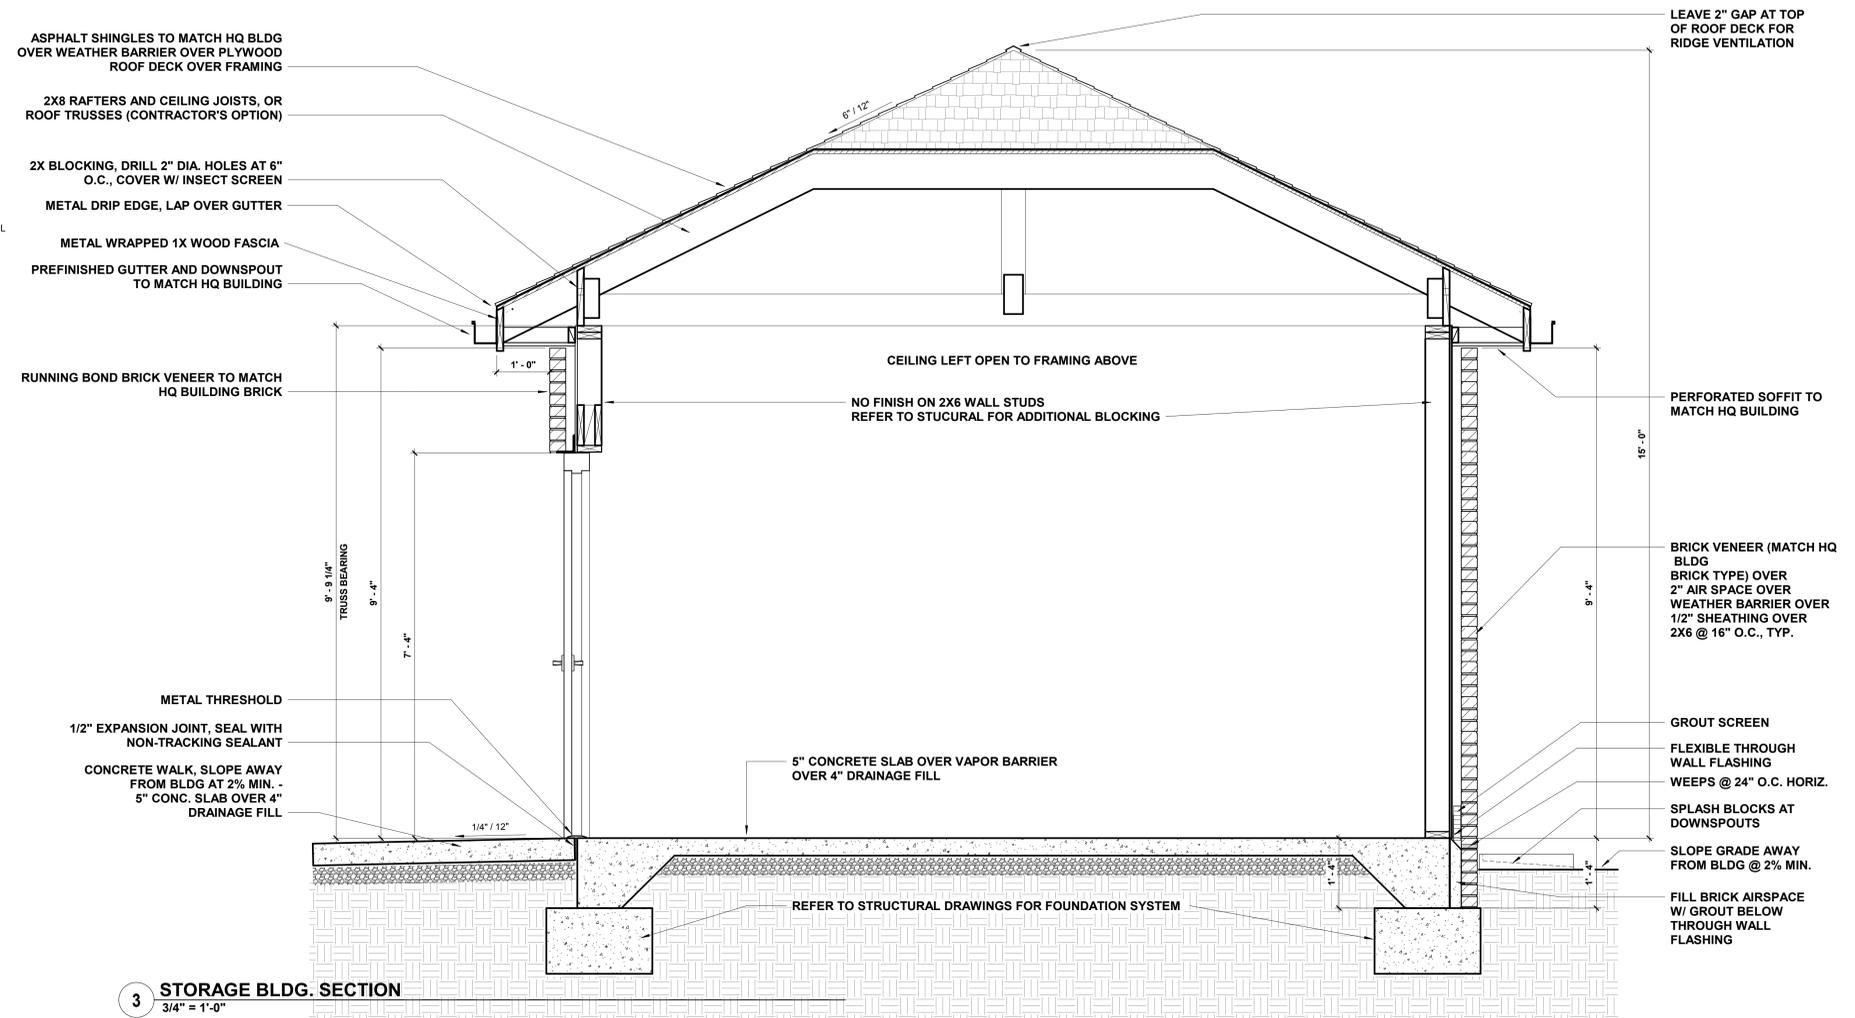 ASPHALT SHINGLES TO MATCH HQ BLDG
OVER WEATHER BARRIER OVER PLYWOOD
ROOF DECK OVER FRAMING
2X8 RAFTERS AND CEILING JOISTS, OR
ROOF TRUSSES (CONTRACTOR'S OPTION)
2X BLOCKING, DRILL 2" DIA. HOLES AT 6"
O.C., COVER W/ INSECT SCREEN
METAL DRIP EDGE, LAP OVER GUTTER
L
METAL WRAPPED 1X WOOD FASCIA
PREFINISHED GUTTER AND DOWNSPOUT
TO MATCH HQ BUILDING
RUNNING BOND BRICK VENEER TO MATCH
HQ BUILDING BRICK
METAL THRESHOLD
1/2" EXPANSION JOINT, SEAL WITH
NON-TRACKING SEALANT
CONCRETE WALK, SLOPE AWAY
FROM BLDG AT 2% MIN. -
5" CONC. SLAB OVER 4"
DRAINAGE FILL
6" / 12"
1' - 0"
9' - 9 1/4"
TRUSS BEARING
9' - 4"
7' - 4"
1/4" / 12"
CEILING LEFT OPEN TO FRAMING ABOVE
NO FINISH ON 2X6 WALL STUDS
REFER TO STUCURAL FOR ADDITIONAL BLOCKING
5" CONCRETE SLAB OVER VAPOR BARRIER
OVER 4" DRAINAGE FILL
REFER TO STRUCTURAL DRAWINGS FOR FOUNDATION SYSTEM
1' - 4"
9' - 4"
1' - 4"
15' - 0"
LEAVE 2" GAP AT TOP
OF ROOF DECK FOR
RIDGE VENTILATION
PERFORATED SOFFIT TO
MATCH HQ BUILDING
BRICK VENEER (MATCH HQ
BLDG
BRICK TYPE) OVER
2" AIR SPACE OVER
WEATHER BARRIER OVER
1/2" SHEATHING OVER
2X6 @ 16" O.C., TYP.
GROUT SCREEN
FLEXIBLE THROUGH
WALL FLASHING
WEEPS @ 24" O.C. HORIZ.
SPLASH BLOCKS AT
DOWNSPOUTS
SLOPE GRADE AWAY
FROM BLDG @ 2% MIN.
FILL BRICK AIRSPACE
W/ GROUT BELOW
THROUGH WALL
FLASHING
3
STORAGE BLDG. SECTION
3/4" = 1'-0"